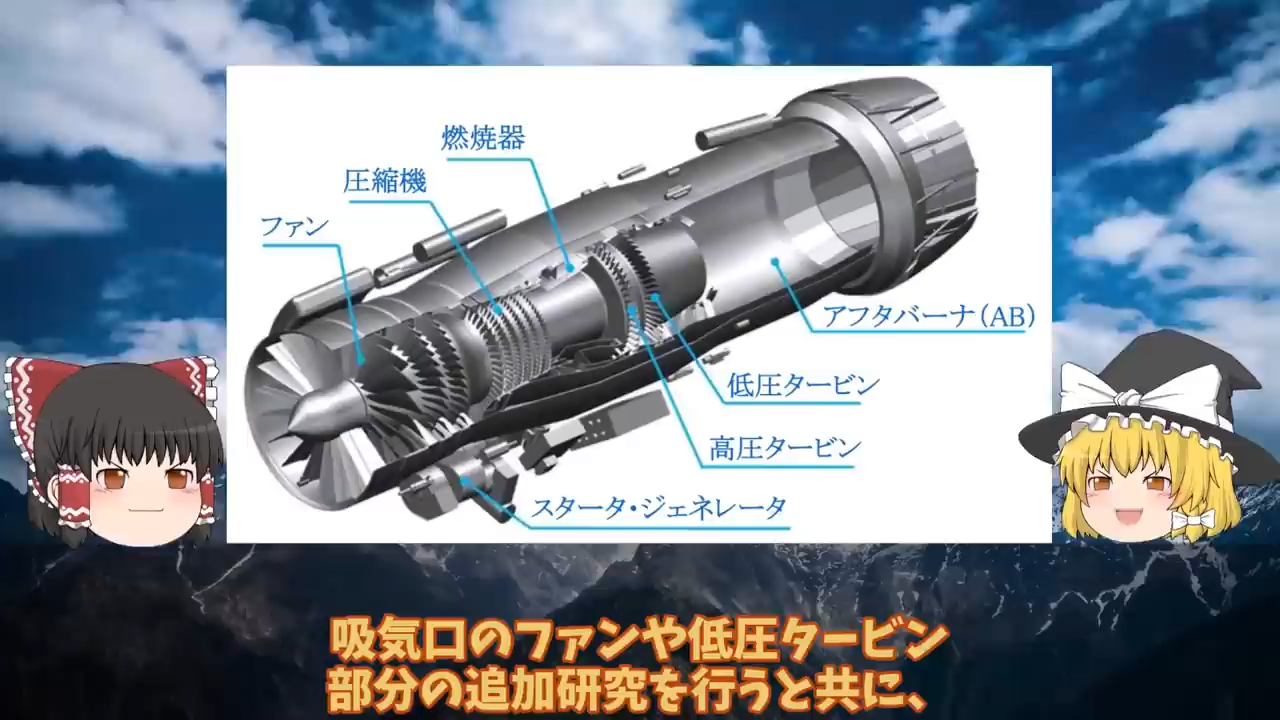 燃焼器
圧縮機
ファン
アフタバーナ(AB)
低圧タービン
高圧タービン
スタータ・ジェネレータ
吸気口のファンや低圧タービン
部分の追加研究を行うと共に、